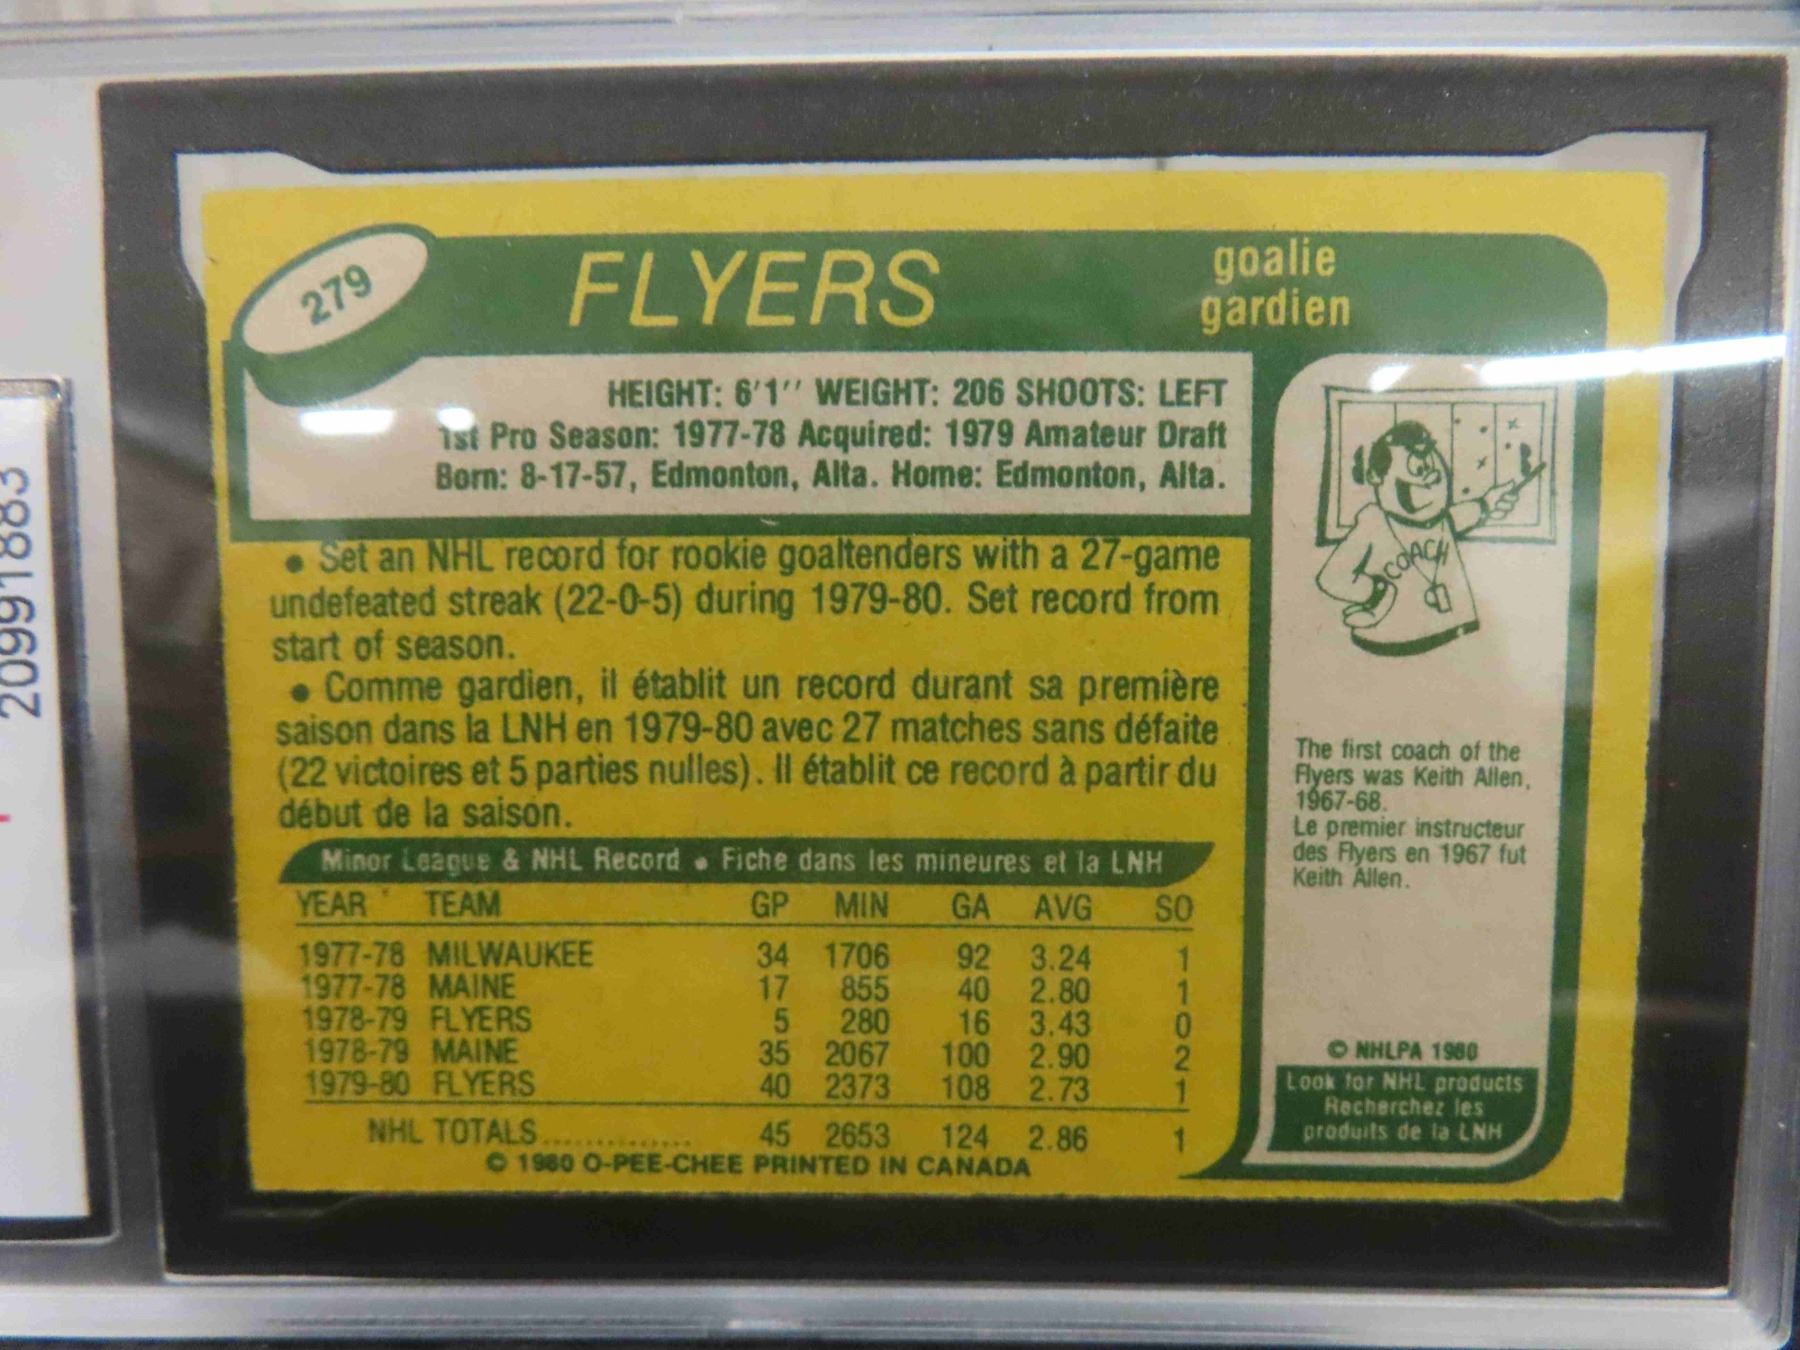 20991883
279
FLYERS
goalie
gardien
HEIGHT: 6'1'' WEIGHT: 206 SHOOTS: LEFT
1st Pro Season: 1977-78 Acquired: 1979 Amateur Draft
Born: 8-17-57, Edmonton, Alta. Home: Edmonton, Alta.
• Set an NHL record for rookie goaltenders with a 27-game
undefeated streak (22-0-5) during 1979-80. Set record from
start of season.
• Comme gardien, il établit un record durant sa première
saison dans la LNH en 1979-80 avec 27 matches sans défaite
(22 victoires et 5 parties nulles). Il établit ce record à partir du
début de la saison.
Minor League & NHL Record • Fiche dans les mineures et la LNH
YEAR TEAM GP MIN GA AVG SO
1977-78 MILWAUKEE 34 1706 92 3.24 1
1977-78 MAINE 17 855 40 2.80 1
1978-79 FLYERS 5 280 16 3.43 0
1978-79 MAINE 35 2067 100 2.90 2
1979-80 FLYERS 40 2373 108 2.73 1
NHL TOTALS.............. 45 2653 124 2.86 1
© 1980 O-PEE-CHEE PRINTED IN CANADA
COACH
The first coach of the
Flyers was Keith Allen,
1967-68.
Le premier instructeur
des Flyers en 1967 fut
Keith Allen.
© NHLPA 1980
Look for NHL products
Recherchez les
produits de la LNH